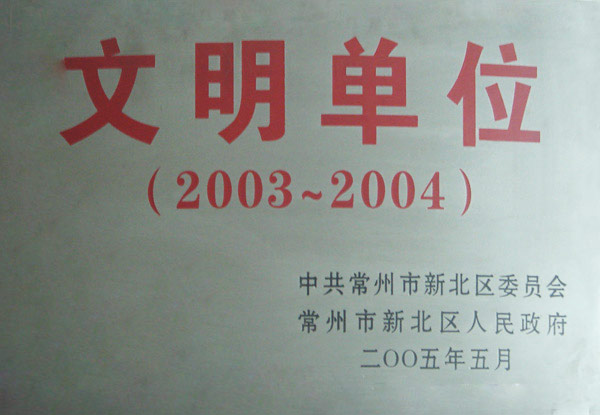 文明单位
(2003~2004)
中共常州市新北区委员会
常州市新北区人民政府
二OO五年五月